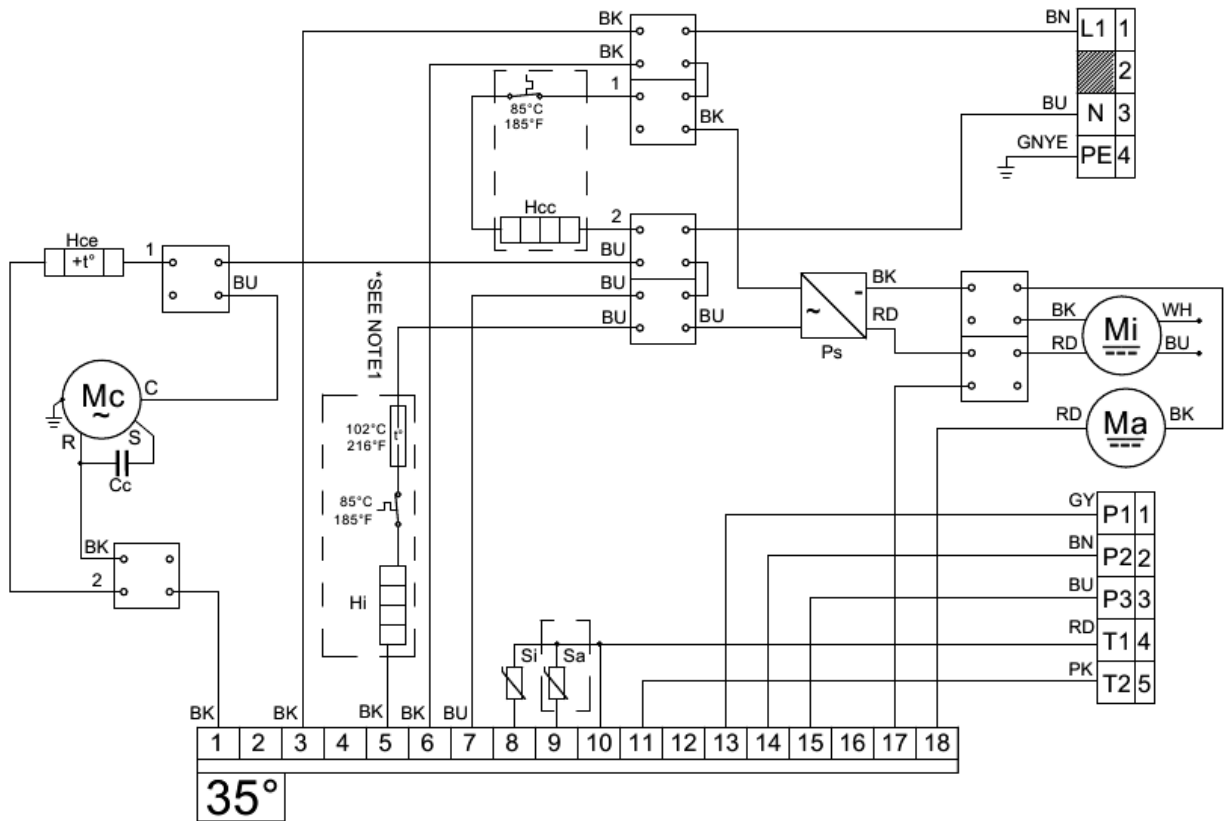 BK
BN
L1 1
BK
2
1
85°C
185°F
BK
BU
N 3
GNYE
PE 4
Hcc
2
Hce
+t°
1
BU
BU
*SEE NOTE1
BU
BU
BU
~
-
Ps
BK
RD
BK
RD
Mi
WH
BU
Mc
~
C
R
S
Cc
RD
Ma
BK
102°C
216°F
t°
85°C
185°F
Hi
BK
2
GY
P1 1
BN
P2 2
BU
P3 3
RD
T1 4
PK
T2 5
Si
Sa
BK
BK
BK
BK
BU
1 2 3 4 5 6 7 8 9 10 11 12 13 14 15 16 17 18
35°